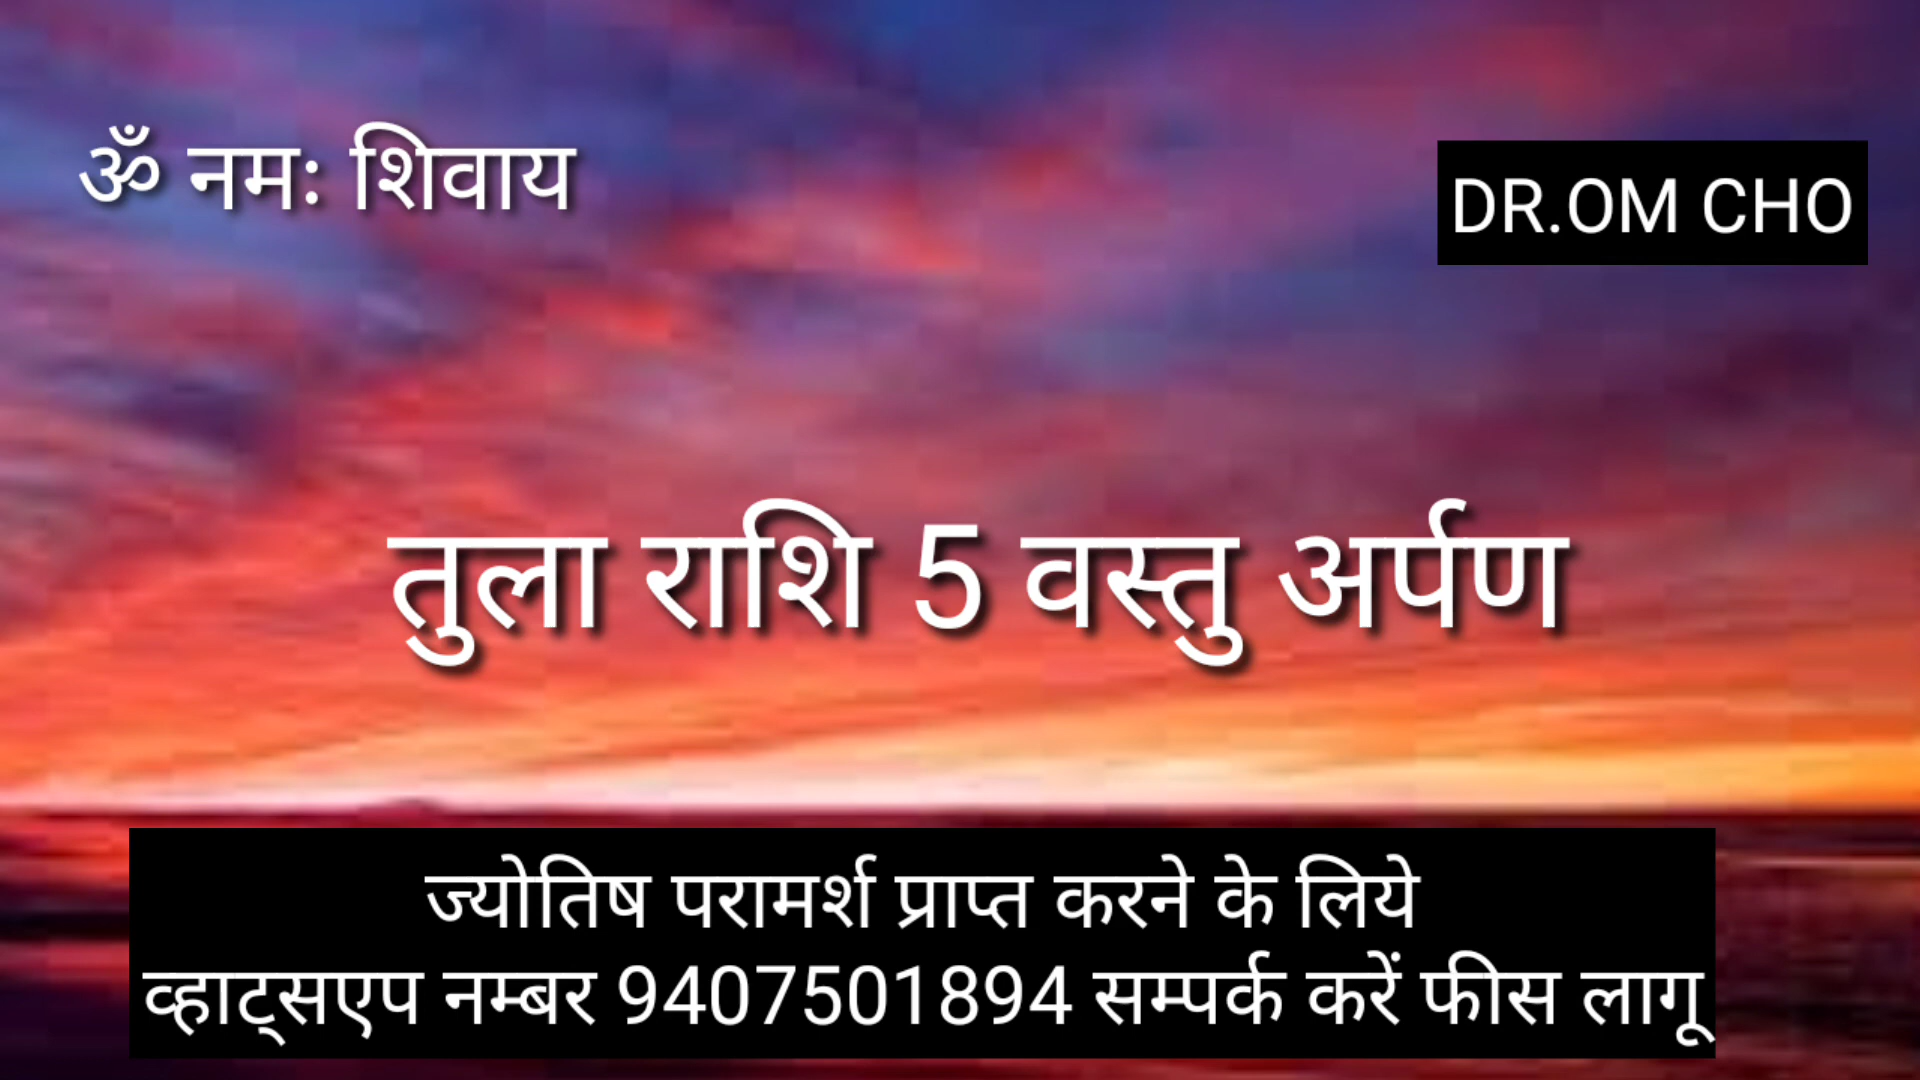 ॐ नमः शिवाय
DR.OM CHO
तुला राशि 5 वस्तु अर्पण
ज्योतिष परामर्श प्राप्त करने के लिये
व्हाट्सएप नम्बर 9407501894 सम्पर्क करें फीस लागू